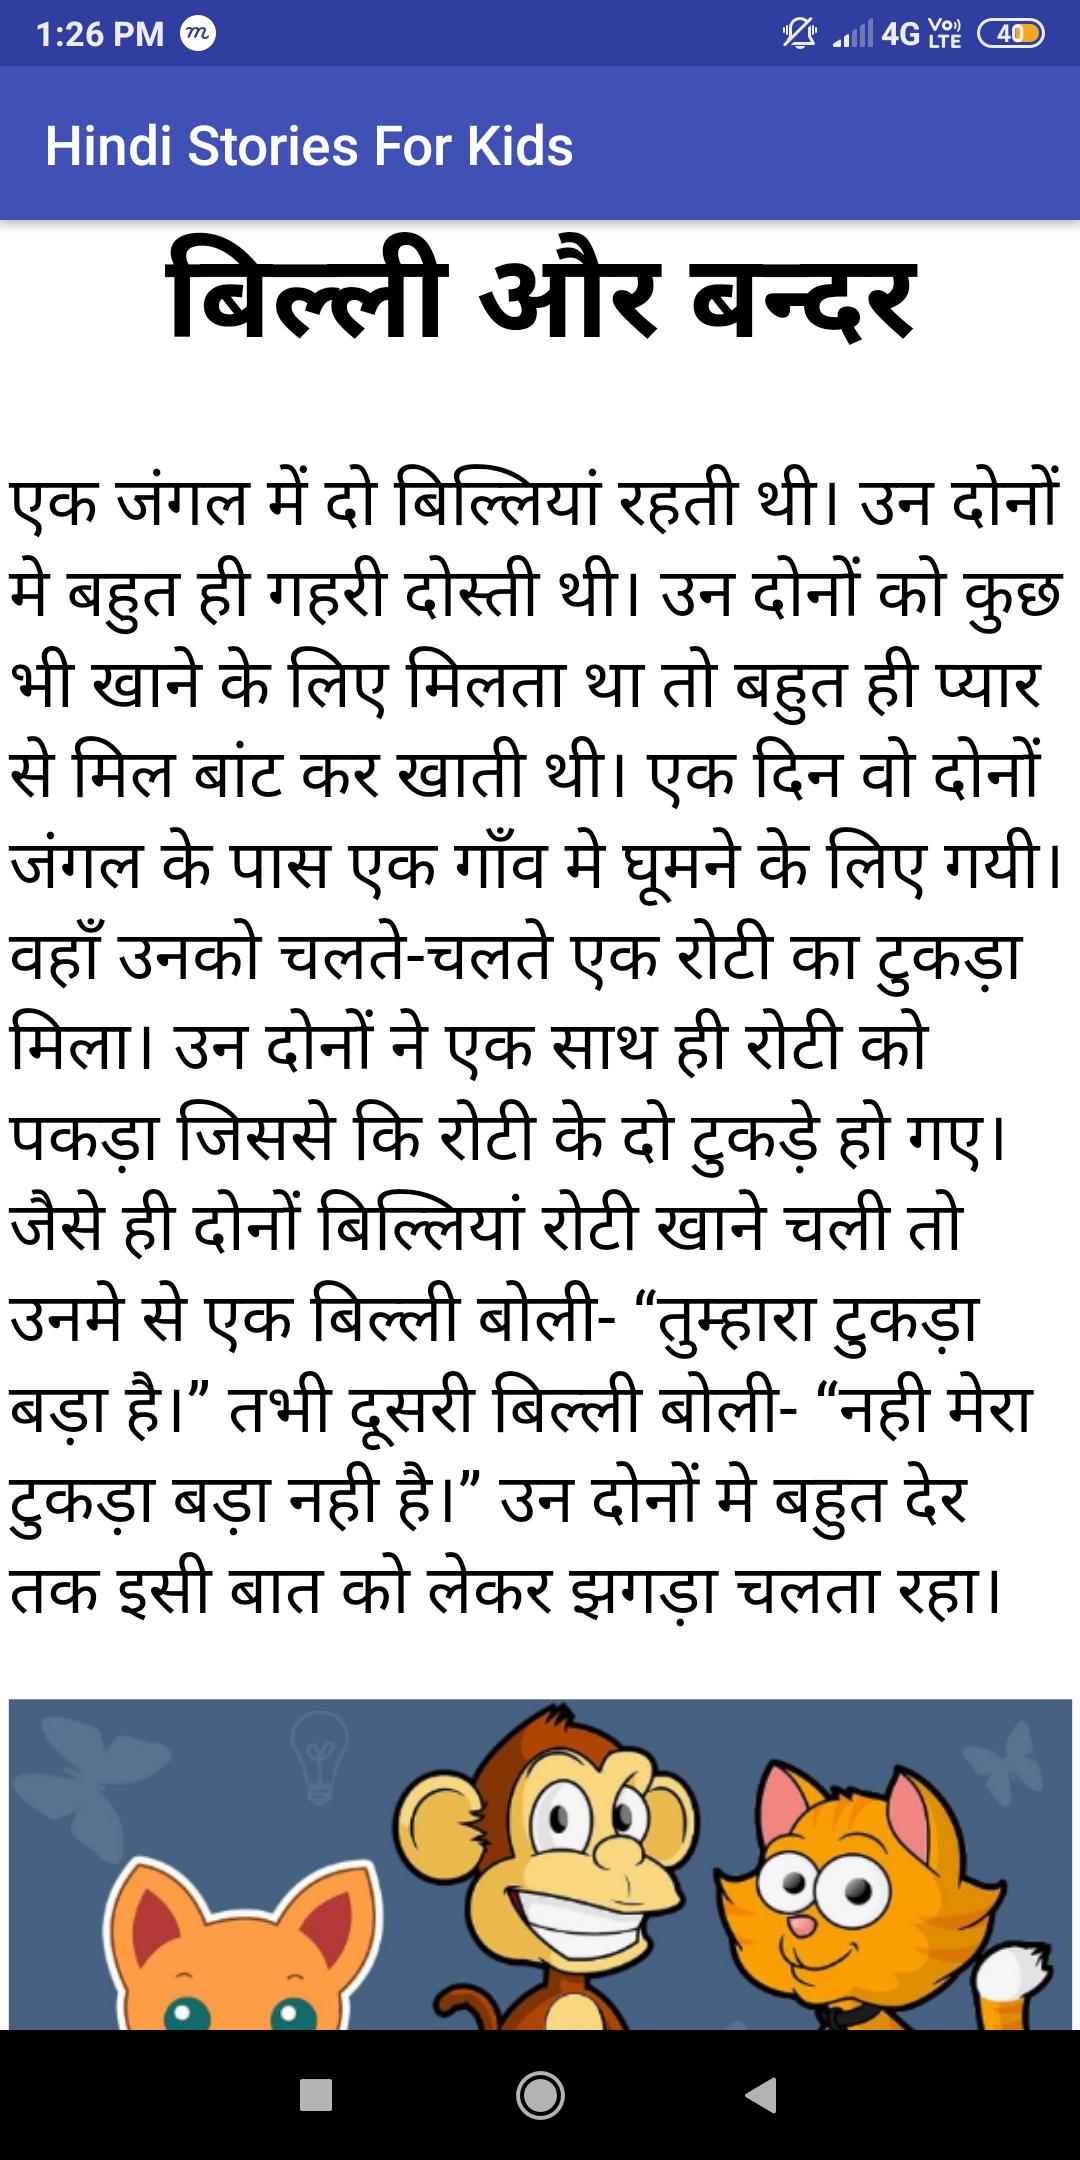 1:26 PM m 4G Vo)) LTE 40
Hindi Stories For Kids
बिल्ली और बन्दर
एक जंगल में दो बिल्लियां रहती थी। उन दोनों
मे बहुत ही गहरी दोस्ती थी। उन दोनों को कुछ
भी खाने के लिए मिलता था तो बहुत ही प्यार
से मिल बांट कर खाती थी। एक दिन वो दोनों
जंगल के पास एक गाँव मे घूमने के लिए गयी।
वहाँ उनको चलते-चलते एक रोटी का टुकड़ा
मिला। उन दोनों ने एक साथ ही रोटी को
पकड़ा जिससे कि रोटी के दो टुकड़े हो गए।
जैसे ही दोनों बिल्लियां रोटी खाने चली तो
उनमे से एक बिल्ली बोली- “तुम्हारा टुकड़ा
बड़ा है।” तभी दूसरी बिल्ली बोली- “नही मेरा
टुकड़ा बड़ा नही है।” उन दोनों मे बहुत देर
तक इसी बात को लेकर झगड़ा चलता रहा।